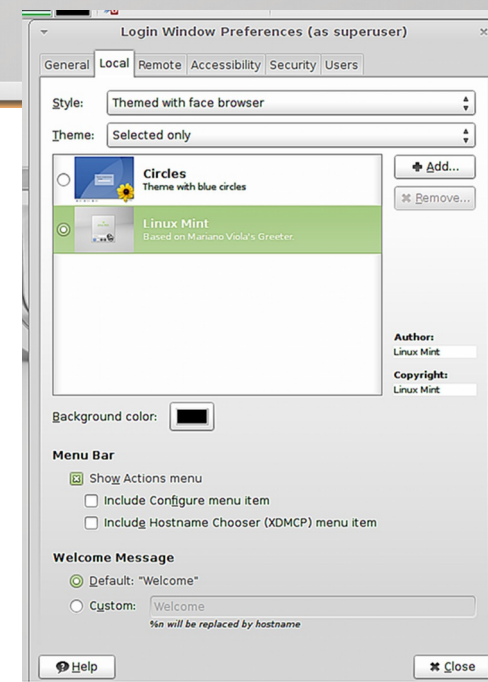 Login Window Preferences (as superuser)
General Local Remote Accessibility Security Users
Style: Themed with face browser
Theme: Selected only
Circles
Theme with blue circles
Add...
Remove...
Linux Mint
Based on Mariano Viola's Greeter.
Author:
Linux Mint
Copyright:
Linux Mint
Background color:
Menu Bar
Show Actions menu
Include Configure menu item
Include Hostname Chooser (XDMCP) menu item
Welcome Message
Default: "Welcome"
Custom: Welcome
%n will be replaced by hostname
Help Close